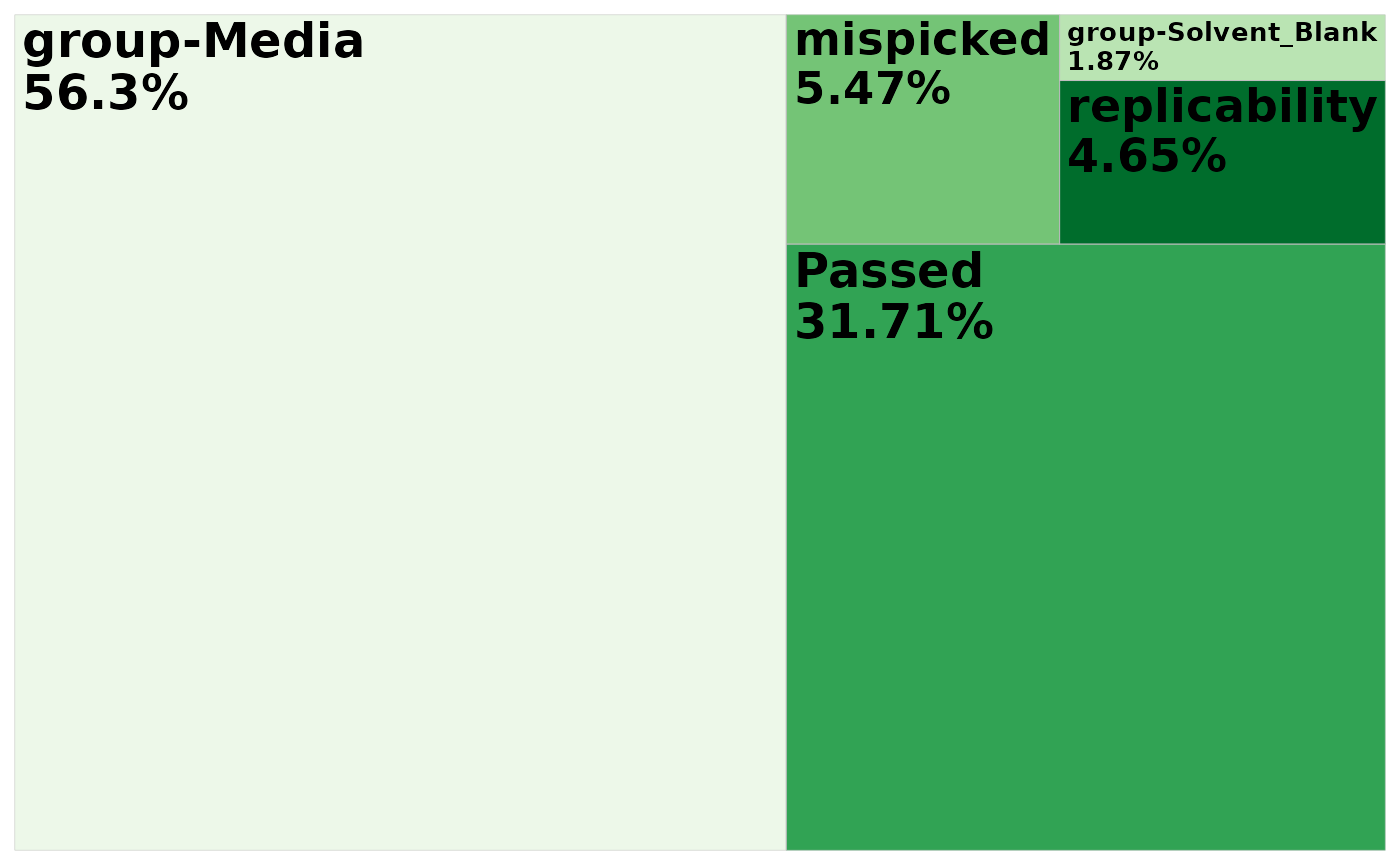 group-Media
56.3%
mispicked
5.47%
group-Solvent_Blank
1.87%
replicability
4.65%
Passed
31.71%